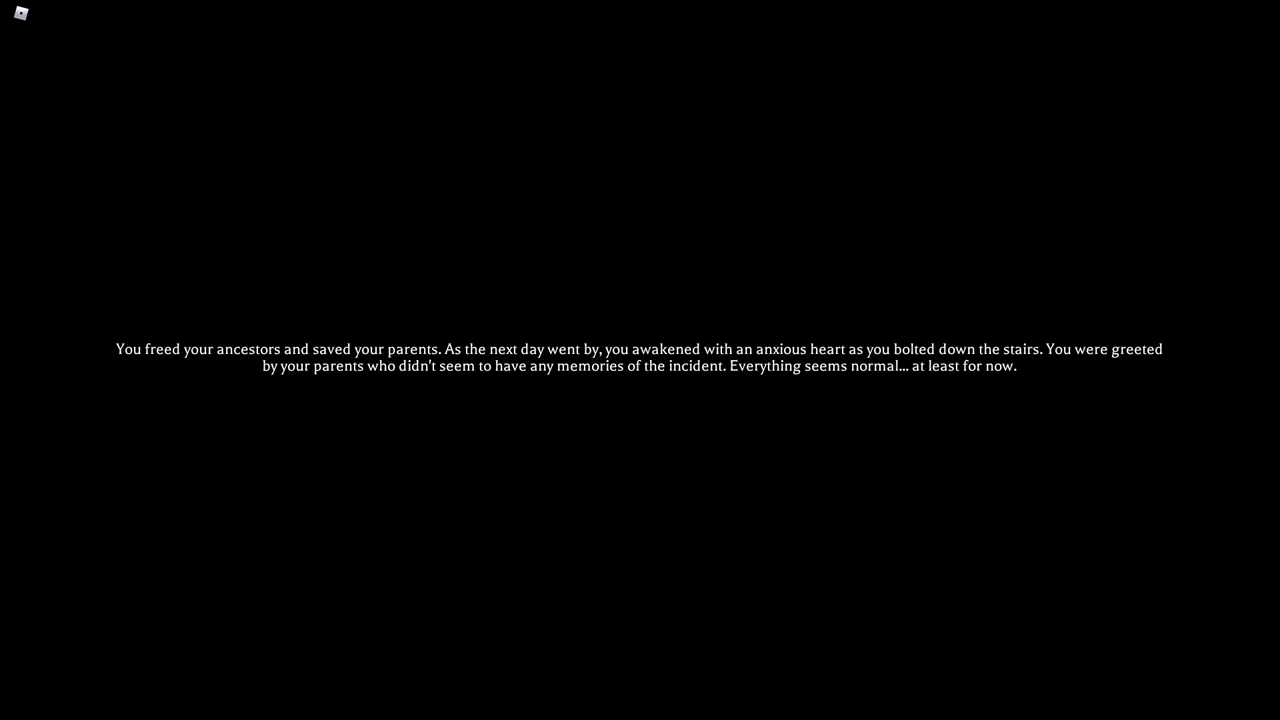 You freed your ancestors and saved your parents. As the next day went by, you awakened with an anxious heart as you bolted down the stairs. You were greeted
by your parents who didn't seem to have any memories of the incident. Everything seems normal... at least for now.